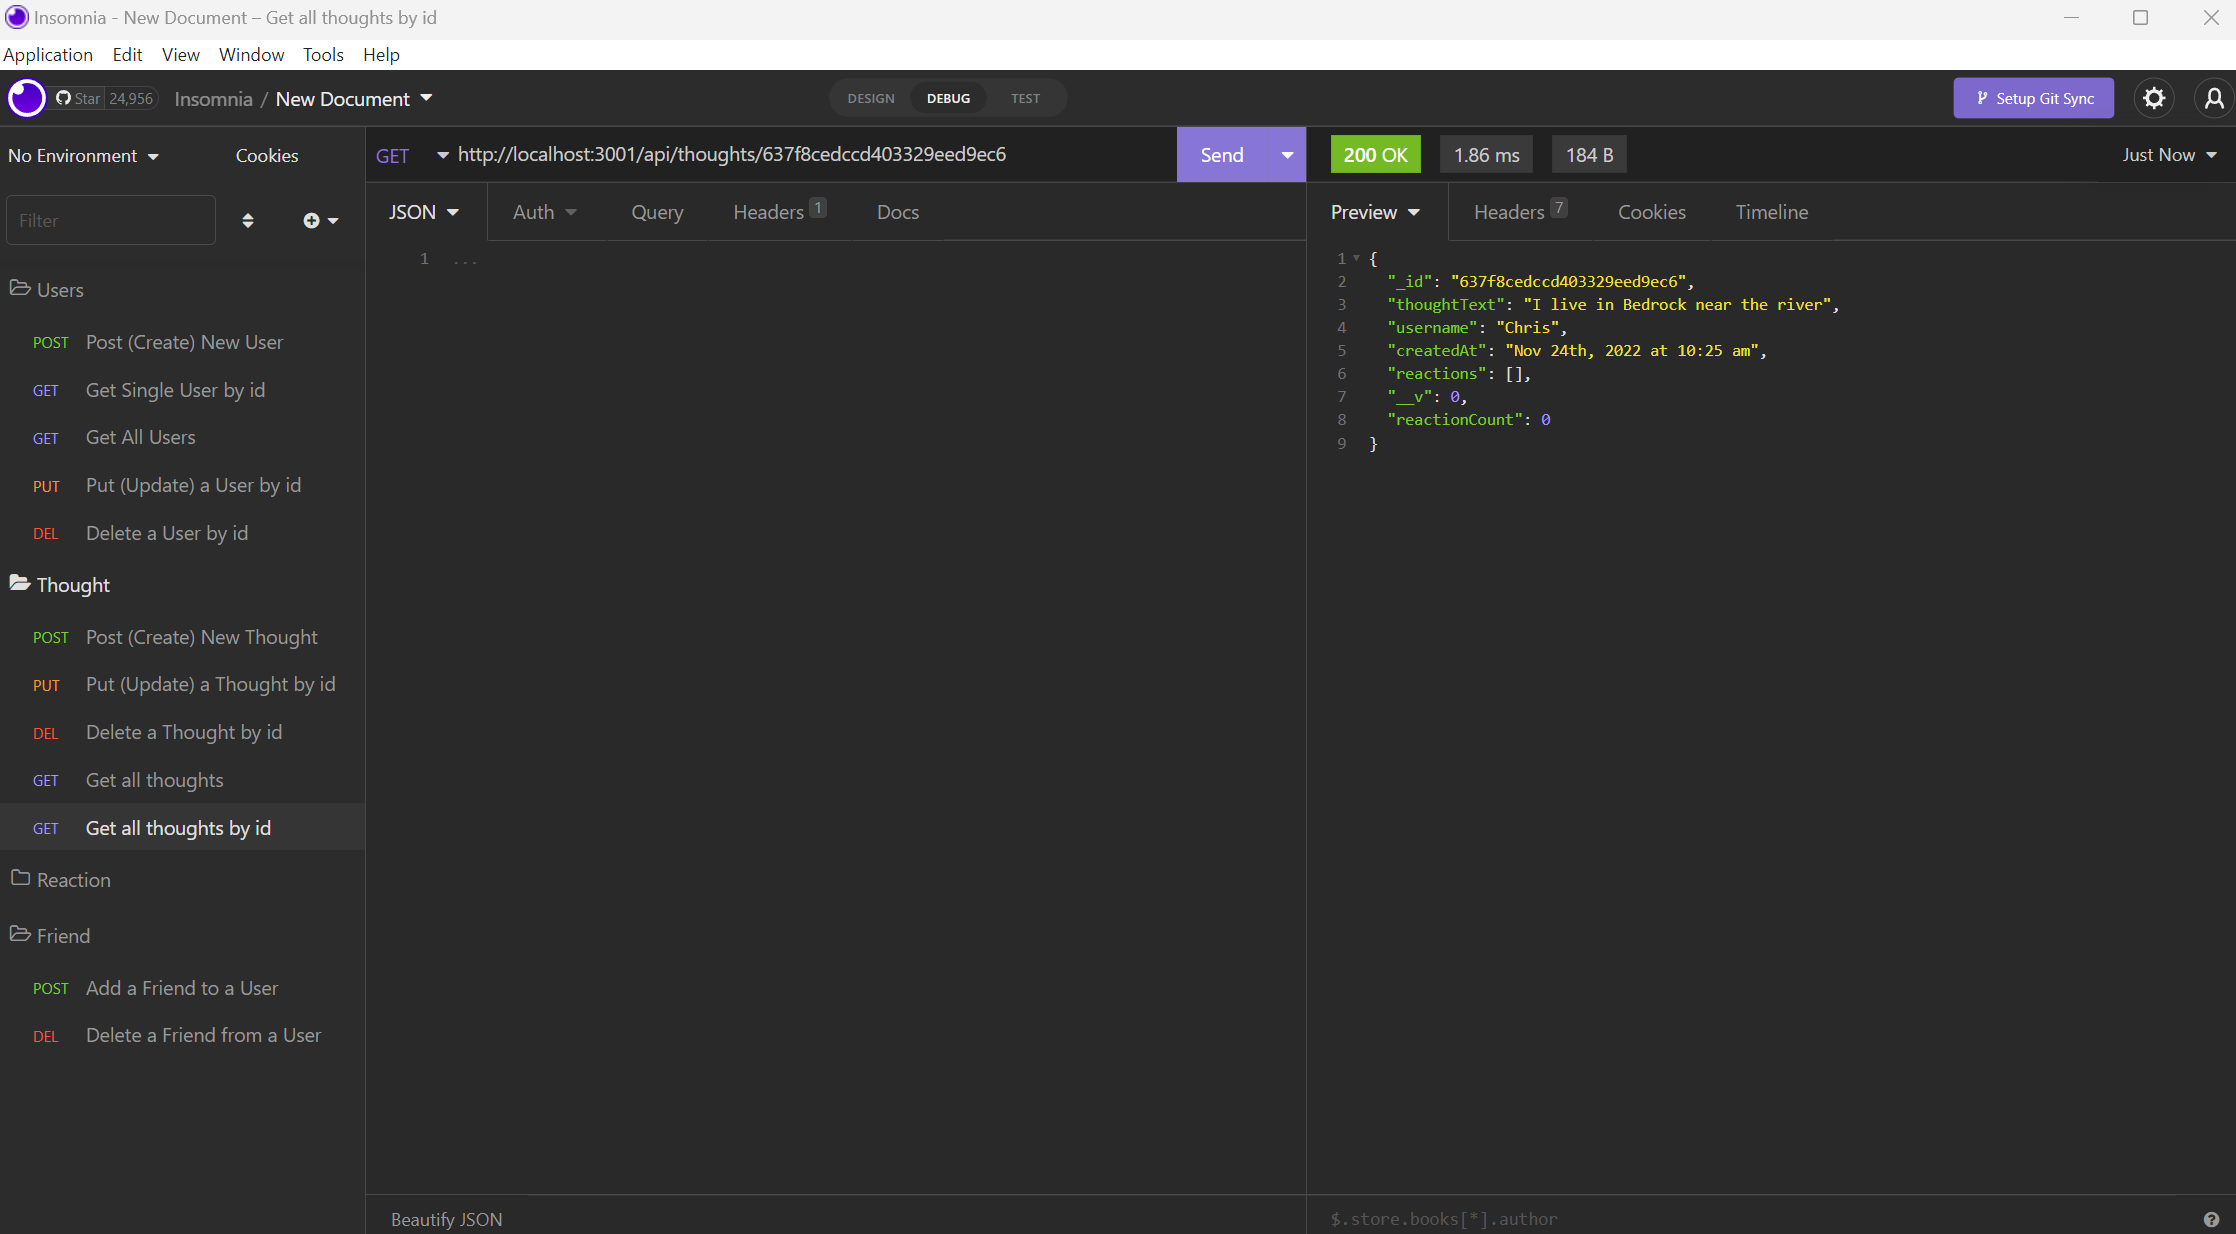 Insomnia - New Document – Get all thoughts by id
Application Edit View Window Tools Help
Star 24,956 Insomnia / New Document DESIGN DEBUG TEST Setup Git Sync
No Environment Cookies
Filter
Users
POST Post (Create) New User
GET Get Single User by id
GET Get All Users
PUT Put (Update) a User by id
DEL Delete a User by id
Thought
POST Post (Create) New Thought
PUT Put (Update) a Thought by id
DEL Delete a Thought by id
GET Get all thoughts
GET Get all thoughts by id
Reaction
Friend
POST Add a Friend to a User
DEL Delete a Friend from a User
GET http://localhost:3001/api/thoughts/637f8cedccd403329eed9ec6 Send
JSON Auth Query Headers 1 Docs
1 ...
Beautify JSON
200 OK 1.86 ms 184 B Just Now
Preview Headers 7 Cookies Timeline
1 {
2 "_id": "637f8cedccd403329eed9ec6",
3 "thoughtText": "I live in Bedrock near the river",
4 "username": "Chris",
5 "createdAt": "Nov 24th, 2022 at 10:25 am",
6 "reactions": [],
7 "__v": 0,
8 "reactionCount": 0
9 }
$.store.books[*].author